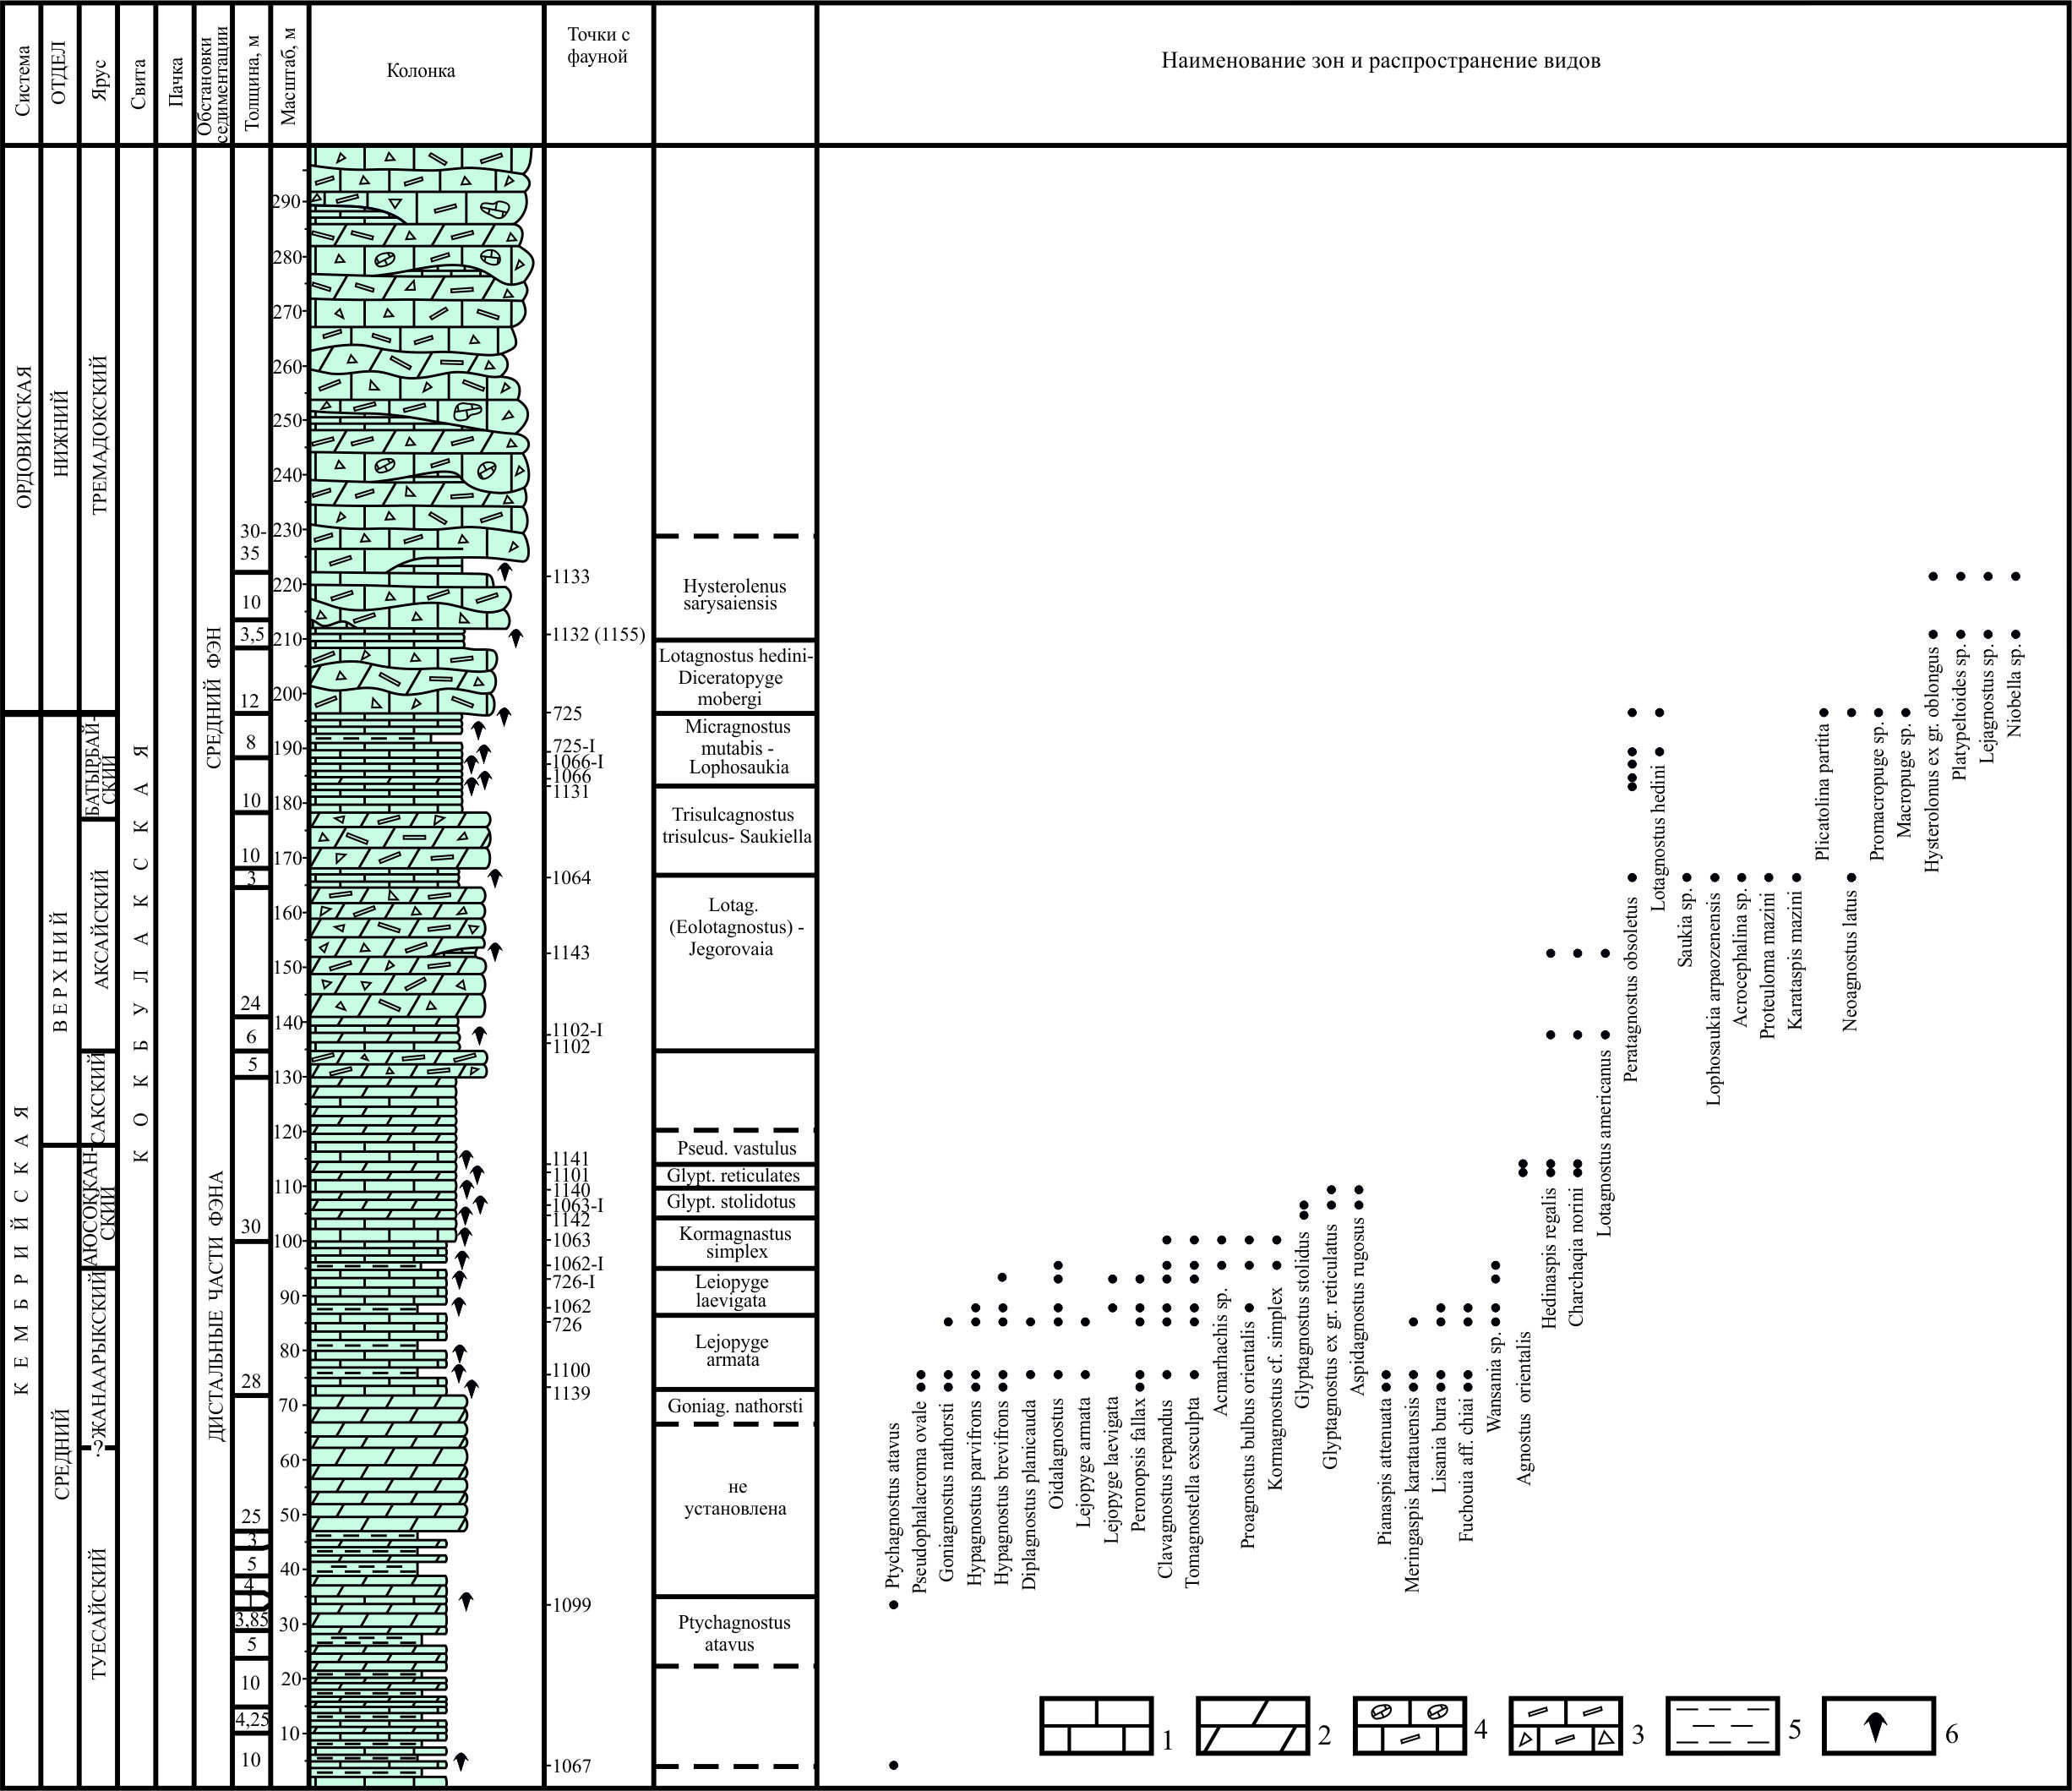 Система
ОТДЕЛ
Ярус
Свита
Пачка
Обстановки
седиментации
Толщина, м
Масштаб, м
Колонка
Точки с
фауной
Наименование зон и распространение видов
ОРДОВИКСКАЯ
КЕМБРИЙСКАЯ
НИЖНИЙ
ВЕРХНИЙ
СРЕДНИЙ
ТРЕМАДОКСКИЙ
БАТЫРБАЙ-
СКИЙ
АКСАЙСКИЙ
САКСКИЙ
АЮСОККАН-
СКИЙ
ЖАНААРЫКСКИЙ
?
ТУЕСАЙСКИЙ
КОКБУЛАКСКАЯ
СРЕДНИЙ ФЭН
ДИСТАЛЬНЫЕ ЧАСТИ ФЭНА
30-
35
10
3,5
12
8
10
10
3
24
6
5
30
28
25
3
5
4
1
3,85
5
10
4,25
10
290
280
270
260
250
240
230
220
210
200
190
180
170
160
150
140
130
120
110
100
90
80
70
60
50
40
30
20
10
1133
1132 (1155)
725
725-I
1066-I
1066
1131
1064
1143
1102-I
1102
1141
1101
1140
1063-I
1142
1063
1062-I
726-I
1062
726
1100
1139
1099
1067
Hysterolenus
sarysaiensis
Lotagnostus hedini-
Diceratopyge
mobergi
Micragnostus
mutabis -
Lophosaukia
Trisulcagnostus
trisulcus- Saukiella
Lotag.
(Eolotagnostus) -
Jegorovaia
Pseud. vastulus
Glypt. reticulates
Glypt. stolidotus
Kormagnastus
simplex
Leiopyge
laevigata
Lejopyge
armata
Goniag. nathorsti
не
установлена
Ptychagnostus
atavus
Ptychagnostus atavus
Pseudophalacroma ovale
Goniagnostus nathorsti
Hypagnostus parvifrons
Hypagnostus brevifrons
Diplagnostus planicauda
Oidalagnostus
Lejopyge armata
Lejopyge laevigata
Peronopsis fallax
Clavagnostus repandus
Tomagnostella exsculpta
Acmarhachis sp.
Proagnostus bulbus orientalis
Kormagnostus cf. simplex
Glyptagnostus stolidus
Glyptagnostus ex gr. reticulatus
Aspidagnostus rugosus
Pianaspis attenuata
Meringaspis karatauensis
Lisania bura
Fuchouia aff. chiai
Wansania sp.
Agnostus orientalis
Hedinaspis regalis
Charchaqia norini
Lotagnostus americanus
Peratagnostus obsoletus
Lotagnostus hedini
Saukia sp.
Lophosaukia arpaozenensis
Acrocephalina sp.
Proteuloma mazini
Karataspis mazini
Plicatolina partita
Neoagnostus latus
Promacropuge sp.
Macropuge sp.
Hysterolonus ex gr. oblongus
Platypeltoides sp.
Lejagnostus sp.
Niobella sp.
1
2
4
3
5
6